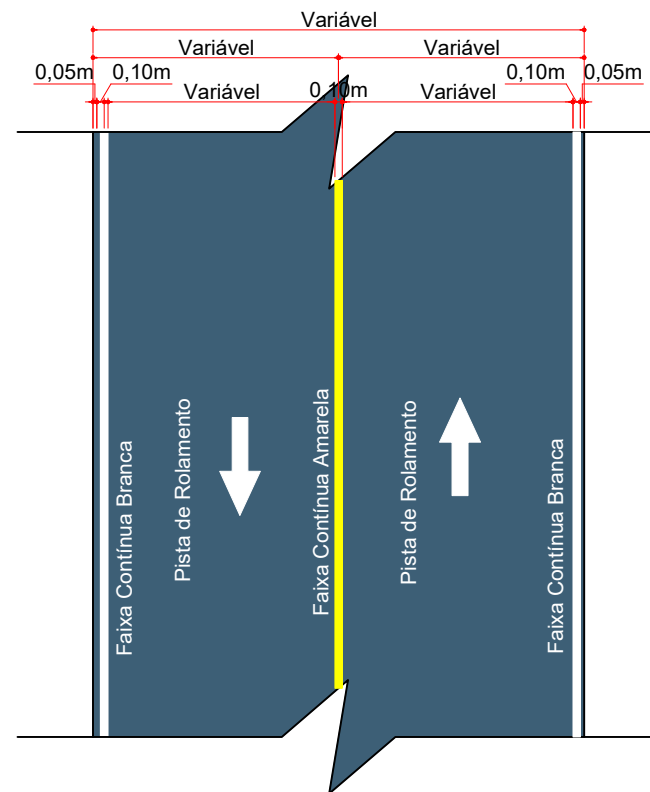 Variável
Variável
Variável
0,05m
0,10m
Variável
0,10m
Variável
0,10m
0,05m
Faixa Contínua Branca
Pista de Rolamento
Faixa Contínua Amarela
Pista de Rolamento
Faixa Contínua Branca